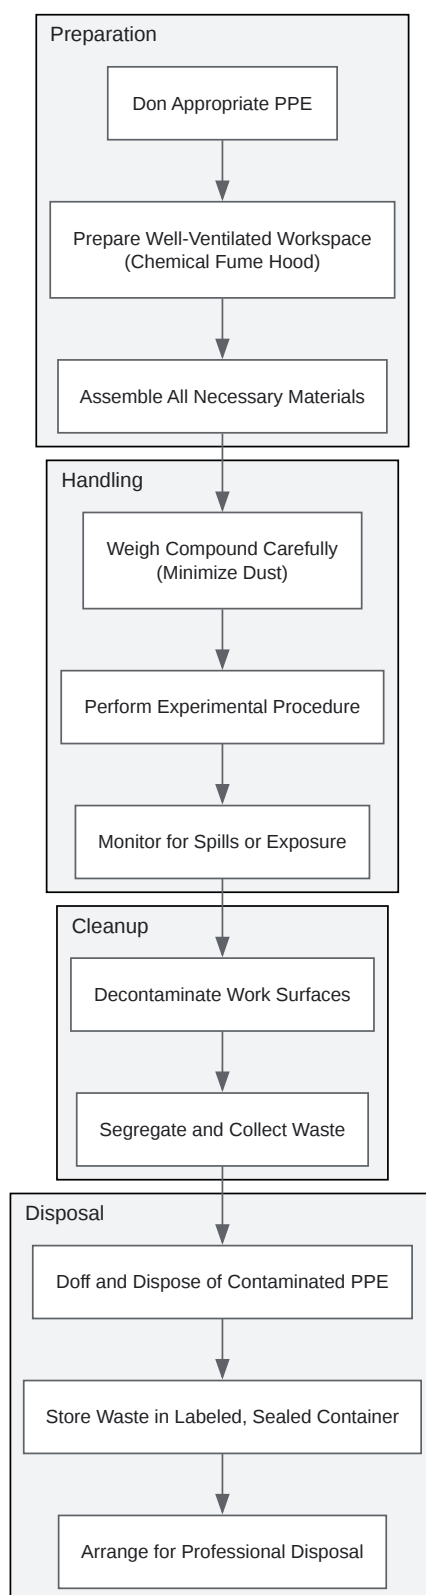 Preparation
Don Appropriate PPE
Prepare Well-Ventilated Workspace
(Chemical Fume Hood)
Assemble All Necessary Materials
Handling
Weigh Compound Carefully
(Minimize Dust)
Perform Experimental Procedure
Monitor for Spills or Exposure
Cleanup
Decontaminate Work Surfaces
Segregate and Collect Waste
Disposal
Doff and Dispose of Contaminated PPE
Store Waste in Labeled, Sealed Container
Arrange for Professional Disposal